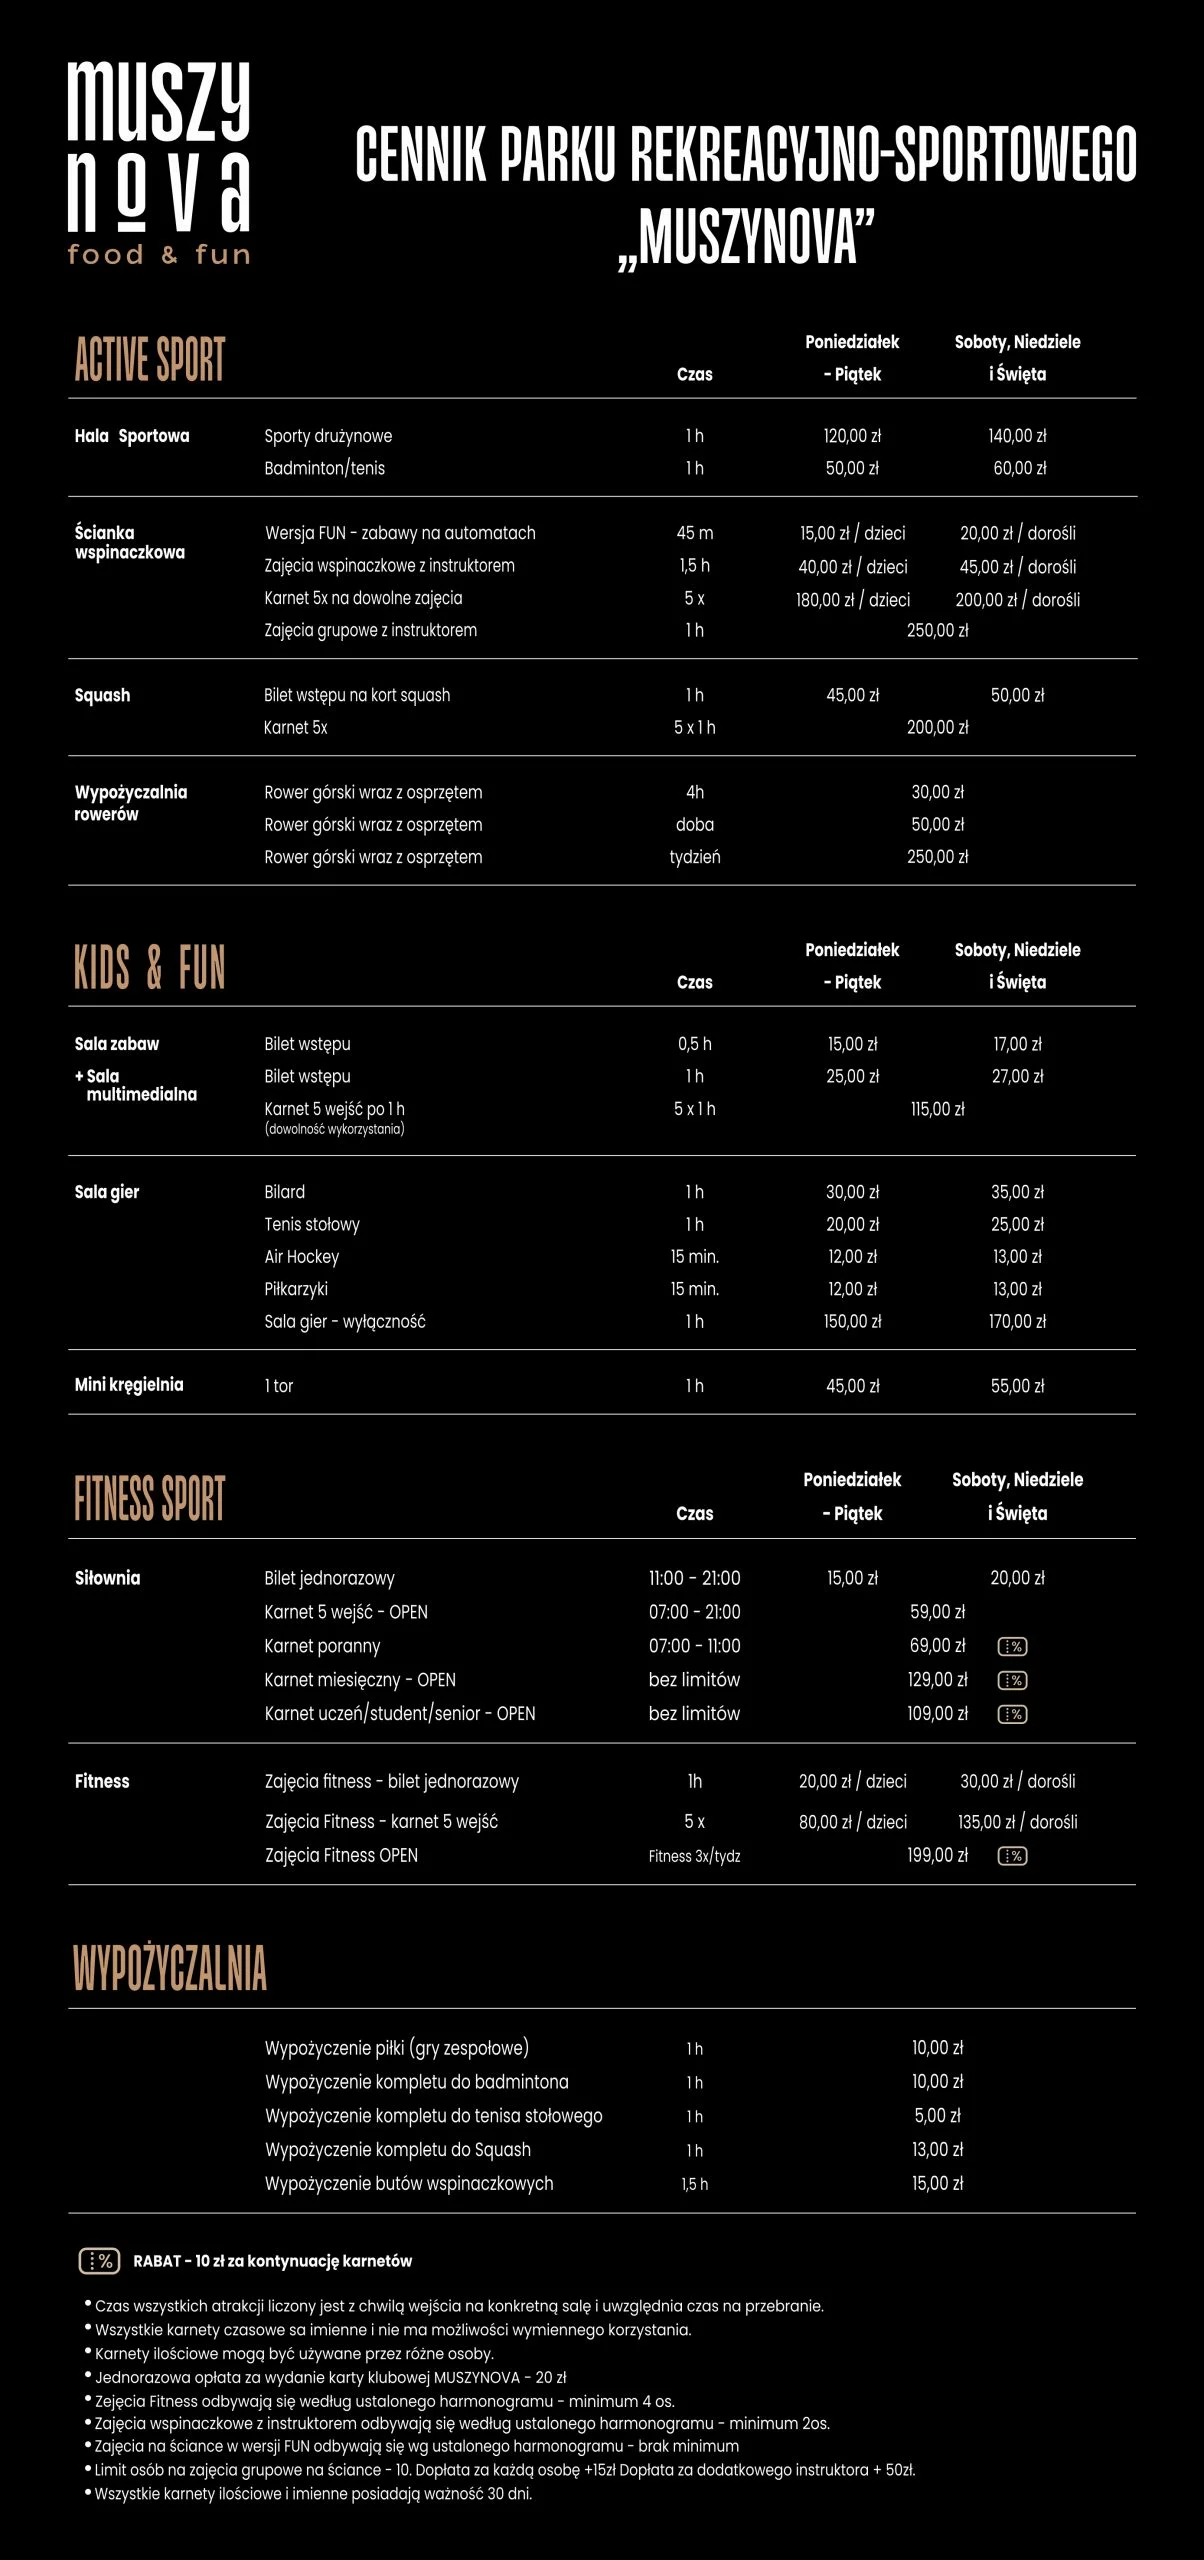 muszy
nova
food & fun
CENNIK PARKU REKREACYJNO-SPORTOWEGO
„MUSZYNOVA”
ACTIVE SPORT Czas Poniedziałek - Piątek Soboty, Niedziele i Święta
Hala Sportowa Sporty drużynowe 1 h 120,00 zł 140,00 zł
Badminton/tenis 1 h 50,00 zł 60,00 zł
Ścianka wspinaczkowa Wersja FUN - zabawy na automatach 45 m 15,00 zł / dzieci 20,00 zł / dorośli
Zajęcia wspinaczkowe z instruktorem 1,5 h 40,00 zł / dzieci 45,00 zł / dorośli
Karnet 5x na dowolne zajęcia 5 x 180,00 zł / dzieci 200,00 zł / dorośli
Zajęcia grupowe z instruktorem 1 h 250,00 zł
Squash Bilet wstępu na kort squash 1 h 45,00 zł 50,00 zł
Karnet 5x 5 x 1 h 200,00 zł
Wypożyczalnia rowerów Rower górski wraz z osprzętem 4h 30,00 zł
Rower górski wraz z osprzętem doba 50,00 zł
Rower górski wraz z osprzętem tydzień 250,00 zł
KIDS & FUN Czas Poniedziałek - Piątek Soboty, Niedziele i Święta
Sala zabaw Bilet wstępu 0,5 h 15,00 zł 17,00 zł
+ Sala multimedialna Bilet wstępu 1 h 25,00 zł 27,00 zł
Karnet 5 wejść po 1 h 5 x 1 h 115,00 zł
(dowolność wykorzystania)
Sala gier Bilard 1 h 30,00 zł 35,00 zł
Tenis stołowy 1 h 20,00 zł 25,00 zł
Air Hockey 15 min. 12,00 zł 13,00 zł
Piłkarzyki 15 min. 12,00 zł 13,00 zł
Sala gier - wyłączność 1 h 150,00 zł 170,00 zł
Mini kręgielnia 1 tor 1 h 45,00 zł 55,00 zł
FITNESS SPORT Czas Poniedziałek - Piątek Soboty, Niedziele i Święta
Siłownia Bilet jednorazowy 11:00 - 21:00 15,00 zł 20,00 zł
Karnet 5 wejść - OPEN 07:00 - 21:00 59,00 zł
Karnet poranny 07:00 - 11:00 69,00 zł %
Karnet miesięczny - OPEN bez limitów 129,00 zł %
Karnet uczeń/student/senior - OPEN bez limitów 109,00 zł %
Fitness Zajęcia fitness - bilet jednorazowy 1h 20,00 zł / dzieci 30,00 zł / dorośli
Zajęcia Fitness - karnet 5 wejść 5 x 80,00 zł / dzieci 135,00 zł / dorośli
Zajęcia Fitness OPEN Fitness 3x/tydz 199,00 zł %
WYPOŻYCZALNIA
Wypożyczenie piłki (gry zespołowe) 1 h 10,00 zł
Wypożyczenie kompletu do badmintona 1 h 10,00 zł
Wypożyczenie kompletu do tenisa stołowego 1 h 5,00 zł
Wypożyczenie kompletu do Squash 1 h 13,00 zł
Wypożyczenie butów wspinaczkowych 1,5 h 15,00 zł
% RABAT - 10 zł za kontynuację karnetów
• Czas wszystkich atrakcji liczony jest z chwilą wejścia na konkretną salę i uwzględnia czas na przebranie.
• Wszystkie karnety czasowe sa imienne i nie ma możliwości wymiennego korzystania.
• Karnety ilościowe mogą być używane przez różne osoby.
• Jednorazowa opłata za wydanie karty klubowej MUSZYNOVA - 20 zł
• Zejęcia Fitness odbywają się według ustalonego harmonogramu - minimum 4 os.
• Zajęcia wspinaczkowe z instruktorem odbywają się według ustalonego harmonogramu - minimum 2os.
• Zajęcia na ściance w wersji FUN odbywają się wg ustalonego harmonogramu - brak minimum
• Limit osób na zajęcia grupowe na ściance - 10. Dopłata za każdą osobę +15zł Dopłata za dodatkowego instruktora + 50zł.
• Wszystkie karnety ilościowe i imienne posiadają ważność 30 dni.